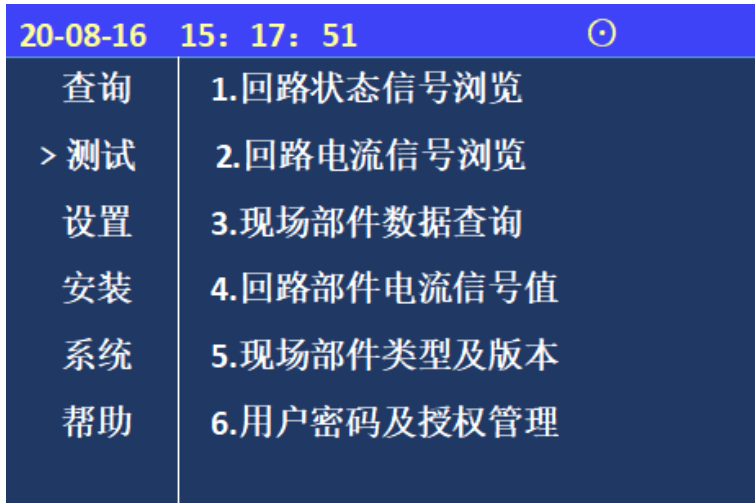 20-08-16 15：17：51
查询 1.回路状态信号浏览
> 测试 2.回路电流信号浏览
设置 3.现场部件数据查询
安装 4.回路部件电流信号值
系统 5.现场部件类型及版本
帮助 6.用户密码及授权管理